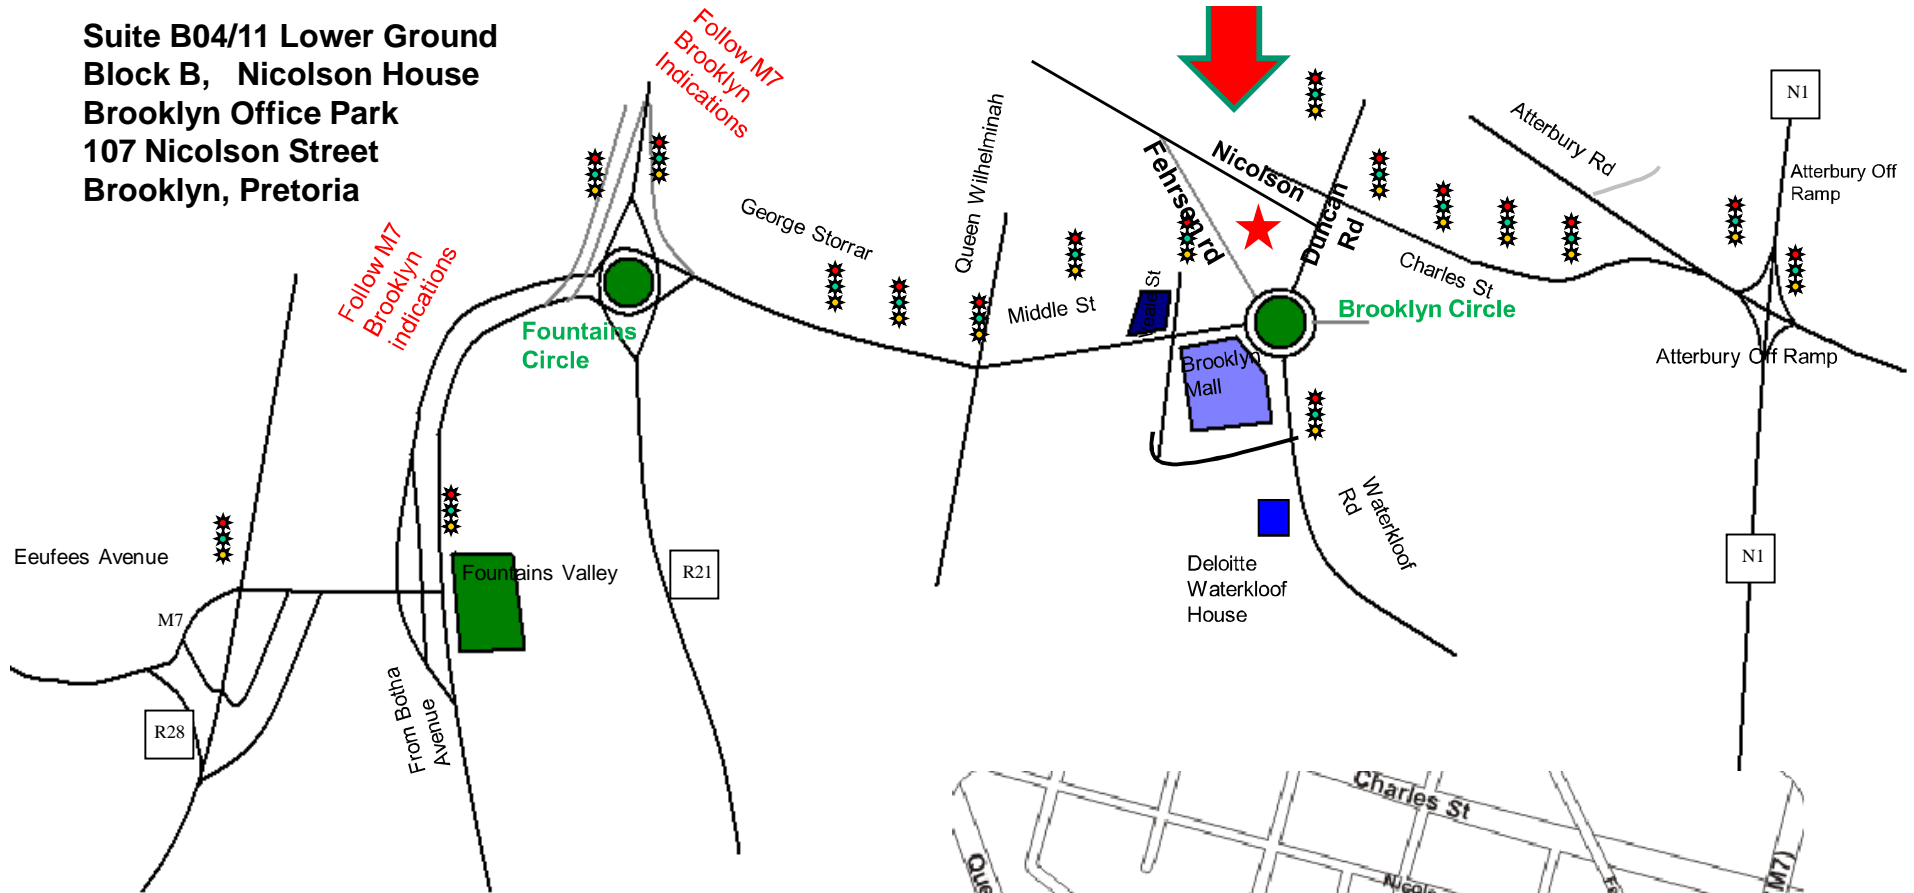 Suite B04/11 Lower Ground
Block B, Nicolson House
Brooklyn Office Park
107 Nicolson Street
Brooklyn, Pretoria
Follow M7
Brooklyn
Indications
Follow M7
Brooklyn
indications
Fountains
Circle
George Storrar
Queen Wilhelminah
Middle St
Fehrsen rd
Nicolson
Duncan
Rd
Charles St
Atterbury Rd
N1
Atterbury Off
Ramp
Brooklyn Circle
Atterbury Off Ramp
Brooklyn
Mall
Waterkloof
Rd
Deloitte
Waterkloof
House
N1
Eeufees Avenue
Fountains Valley
R21
M7
R28
From Botha
Avenue
Charles St
M7)